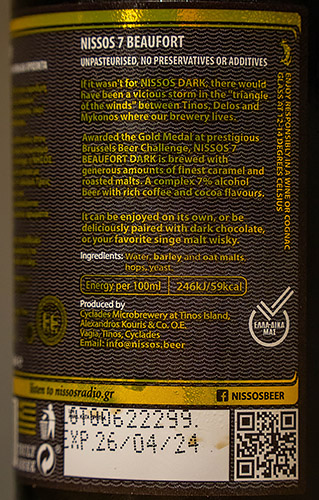 NISSOS 7 BEAUFORT
UNPASTEURISED, NO PRESERVATIVES OR ADDITIVES
If it wasn't for NISSOS DARK, there would
have been a vicious storm in the "triangle
of the winds" between Tinos, Delos and
Mykonos where our brewery lives.
Awarded the Gold Medal at prestigious
Brussels Beer Challenge, NISSOS 7
BEAUFORT DARK is brewed with
generous amounts of finest caramel and
roasted malts. A complex 7% alcohol
beer with rich coffee and cocoa flavours.
It can be enjoyed on its own, or be
deliciously paired with dark chocolate,
or your favorite singe malt wisky.
Ingredients: Water, barley and oat malts,
hops, yeast.
Energy per 100ml 246kJ/59kcal
Produced by
Cyclades Microbrewery at Tinos Island,
Alexandros Kouris & Co. O.E.
Vagia, Tinos, Cyclades
Email: info@nissos.beer
ENJOY RESPONSIBLY IN A WINE OR COGNAC
GLASS AT 12-14 DEGREES CELSIUS
ΕΛΛΑ-ΔΙΚΑ
ΜΑΣ
listen to nissosradio.gr
NISSOSBEER
0100622299.
XP.26/04/24